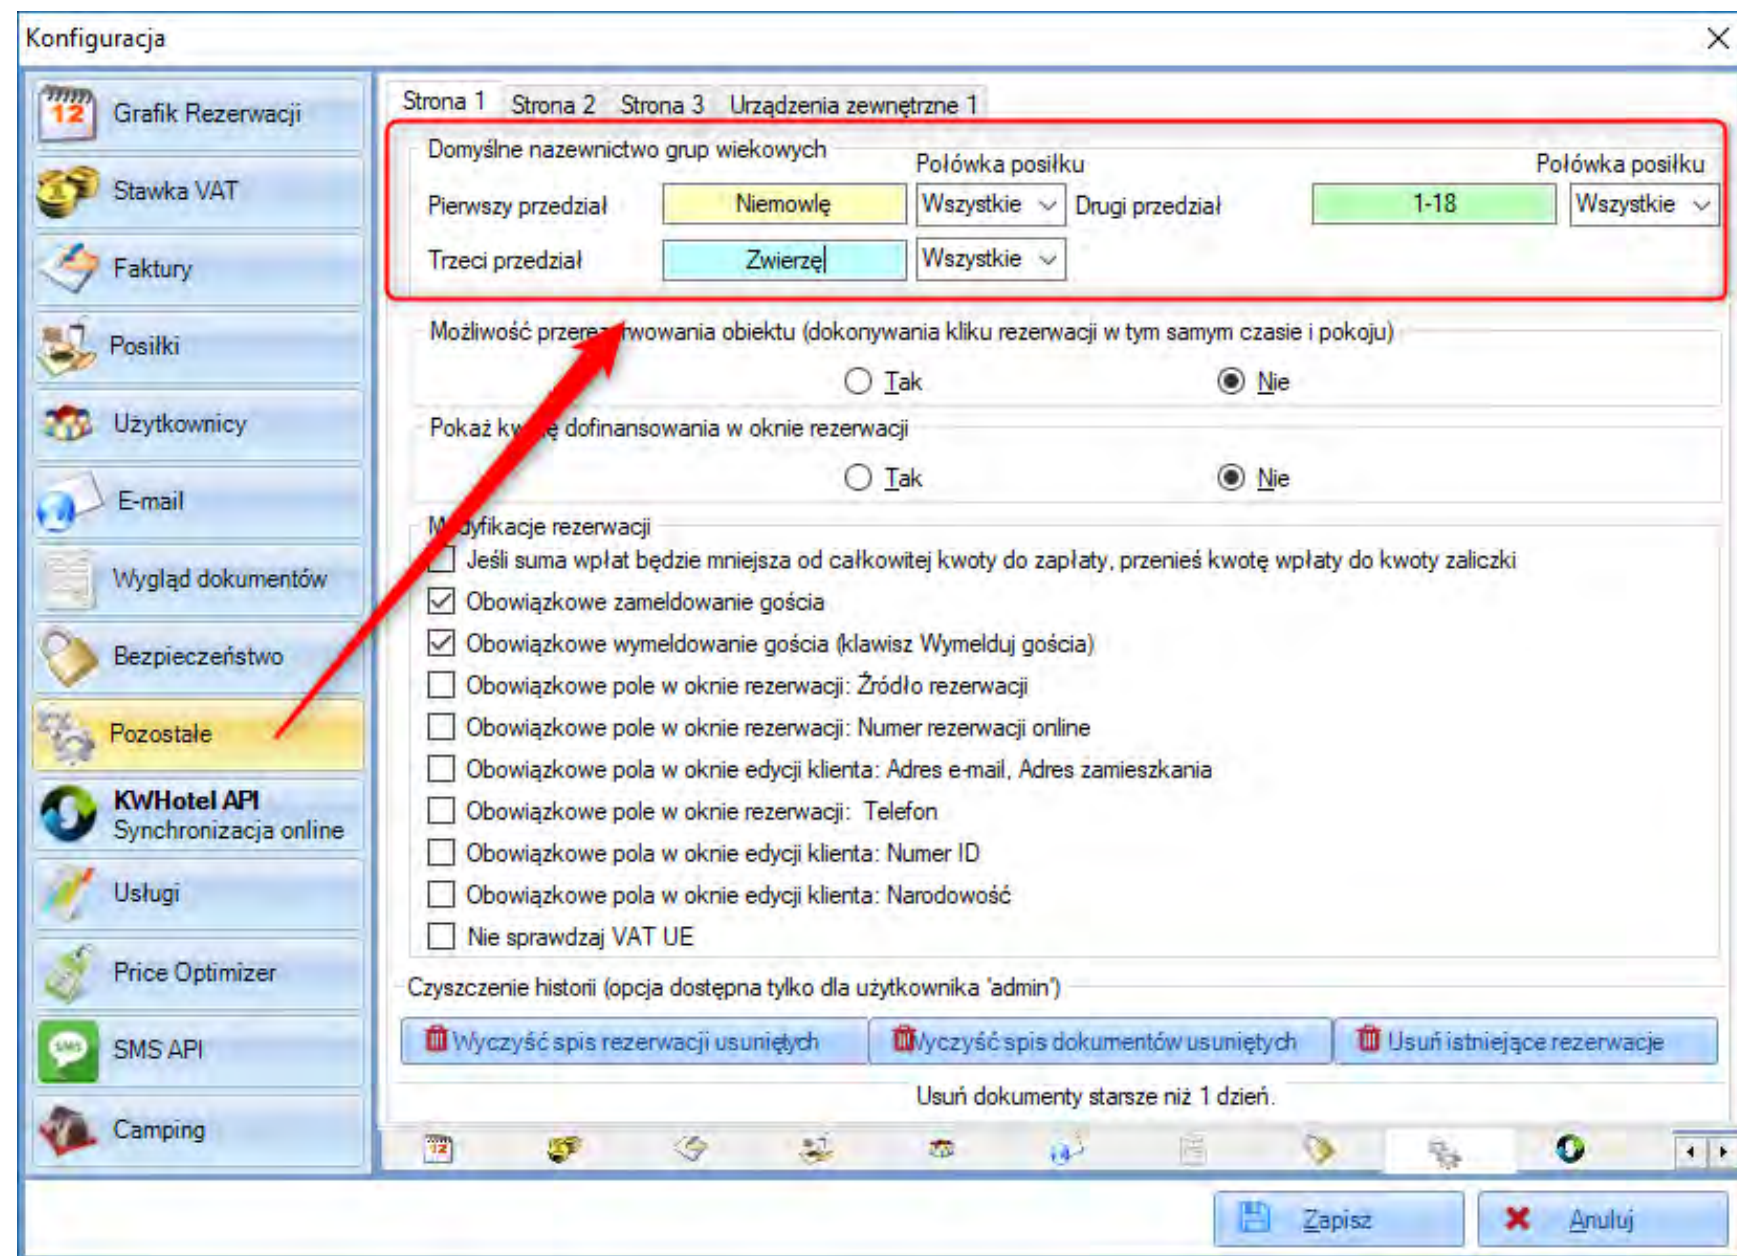 Konfiguracja
Grafik Rezerwacji
Stawka VAT
Faktury
Posiłki
Użytkownicy
E-mail
Wygląd dokumentów
Bezpieczeństwo
Pozostałe
KWHotel API
Synchronizacja online
Usługi
Price Optimizer
SMS API
Camping
Strona 1 Strona 2 Strona 3 Urządzenia zewnętrzne 1
Domyślne nazewnictwo grup wiekowych
Połówka posiłku Połówka posiłku
Pierwszy przedział Niemowlę Wszystkie Drugi przedział 1-18 Wszystkie
Trzeci przedział Zwierzę Wszystkie
Możliwość przerezerwowania obiektu (dokonywania kliku rezerwacji w tym samym czasie i pokoju)
Tak Nie
Pokaż kwotę dofinansowania w oknie rezerwacji
Tak Nie
Modyfikacje rezerwacji
Jeśli suma wpłat będzie mniejsza od całkowitej kwoty do zapłaty, przenieś kwotę wpłaty do kwoty zaliczki
Obowiązkowe zameldowanie gościa
Obowiązkowe wymeldowanie gościa (klawisz Wymelduj gościa)
Obowiązkowe pole w oknie rezerwacji: Źródło rezerwacji
Obowiązkowe pole w oknie rezerwacji: Numer rezerwacji online
Obowiązkowe pola w oknie edycji klienta: Adres e-mail, Adres zamieszkania
Obowiązkowe pole w oknie rezerwacji: Telefon
Obowiązkowe pola w oknie edycji klienta: Numer ID
Obowiązkowe pola w oknie edycji klienta: Narodowość
Nie sprawdzaj VAT UE
Czyszczenie historii (opcja dostępna tylko dla użytkownika 'admin')
Wyczyść spis rezerwacji usuniętych Wyczyść spis dokumentów usuniętych Usuń istniejące rezerwacje
Usuń dokumenty starsze niż 1 dzień.
Zapisz Anuluj